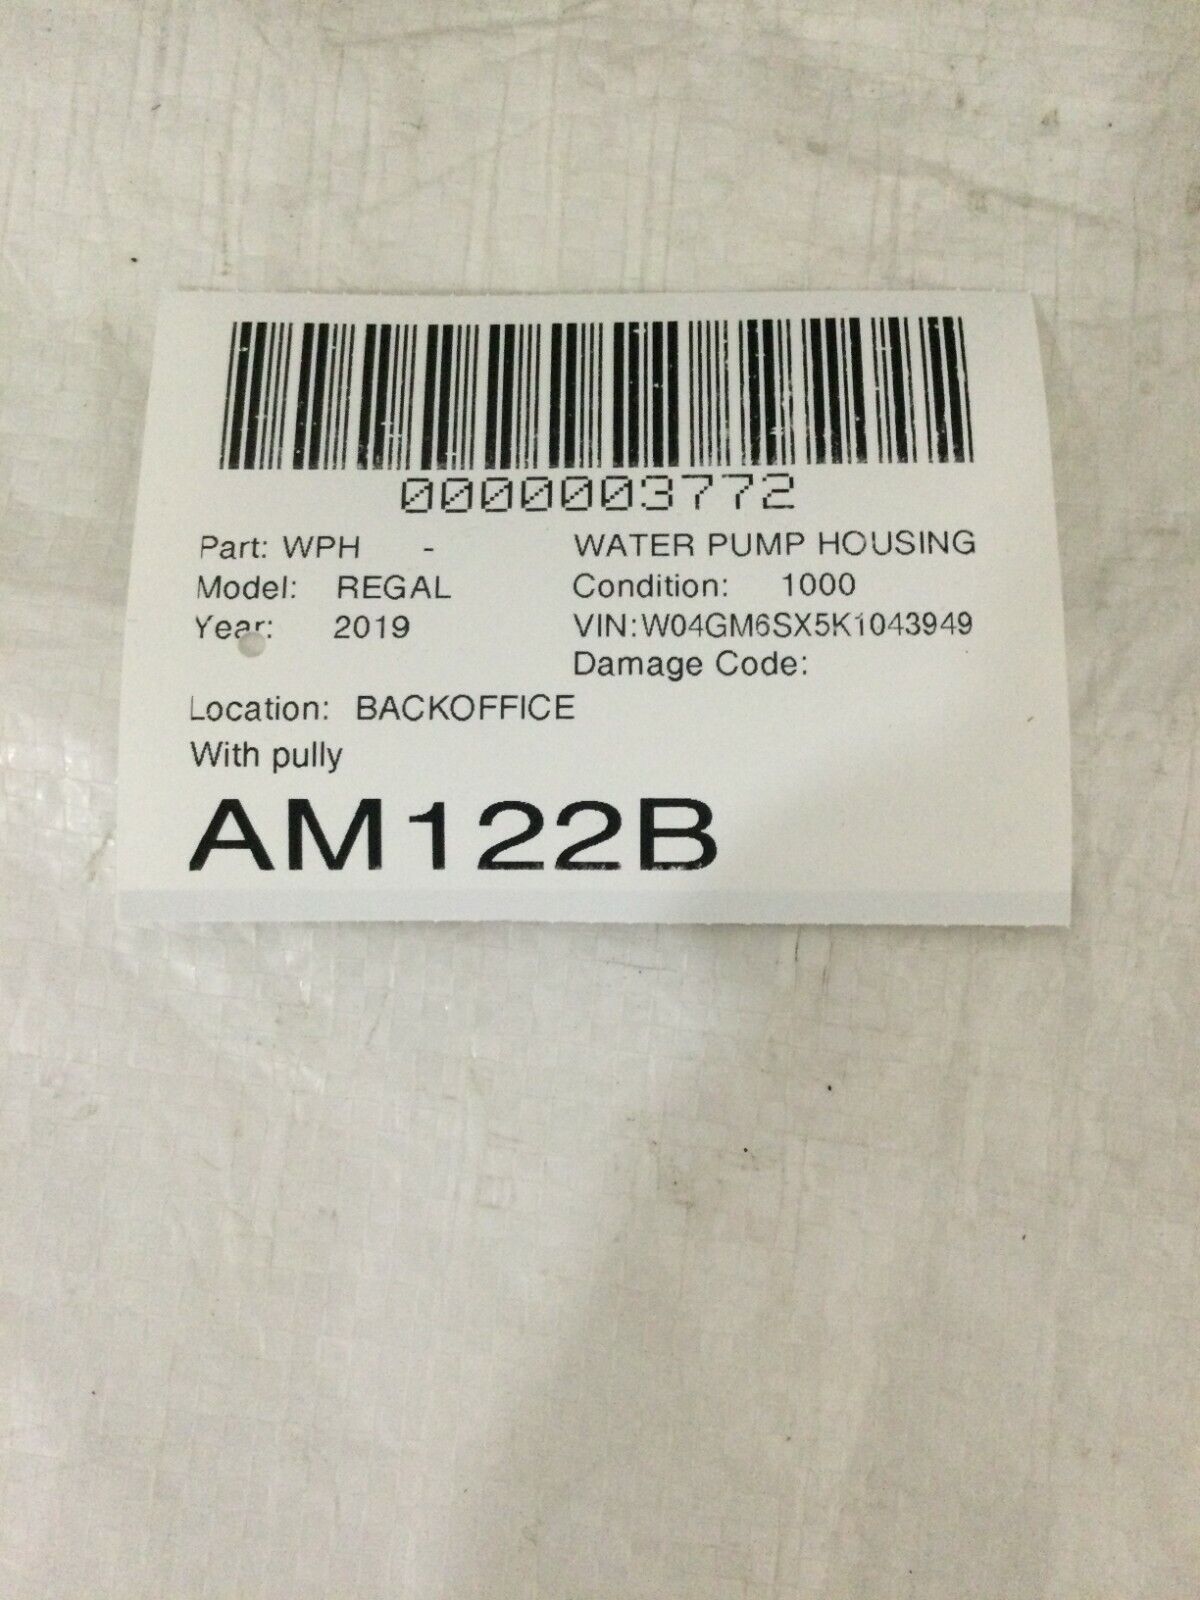 0000003772
Part: WPH - WATER PUMP HOUSING
Model: REGAL Condition: 1000
Year: 2019 VIN:W04GM6SX5K1043949
Damage Code:
Location: BACKOFFICE
With pully
AM122B